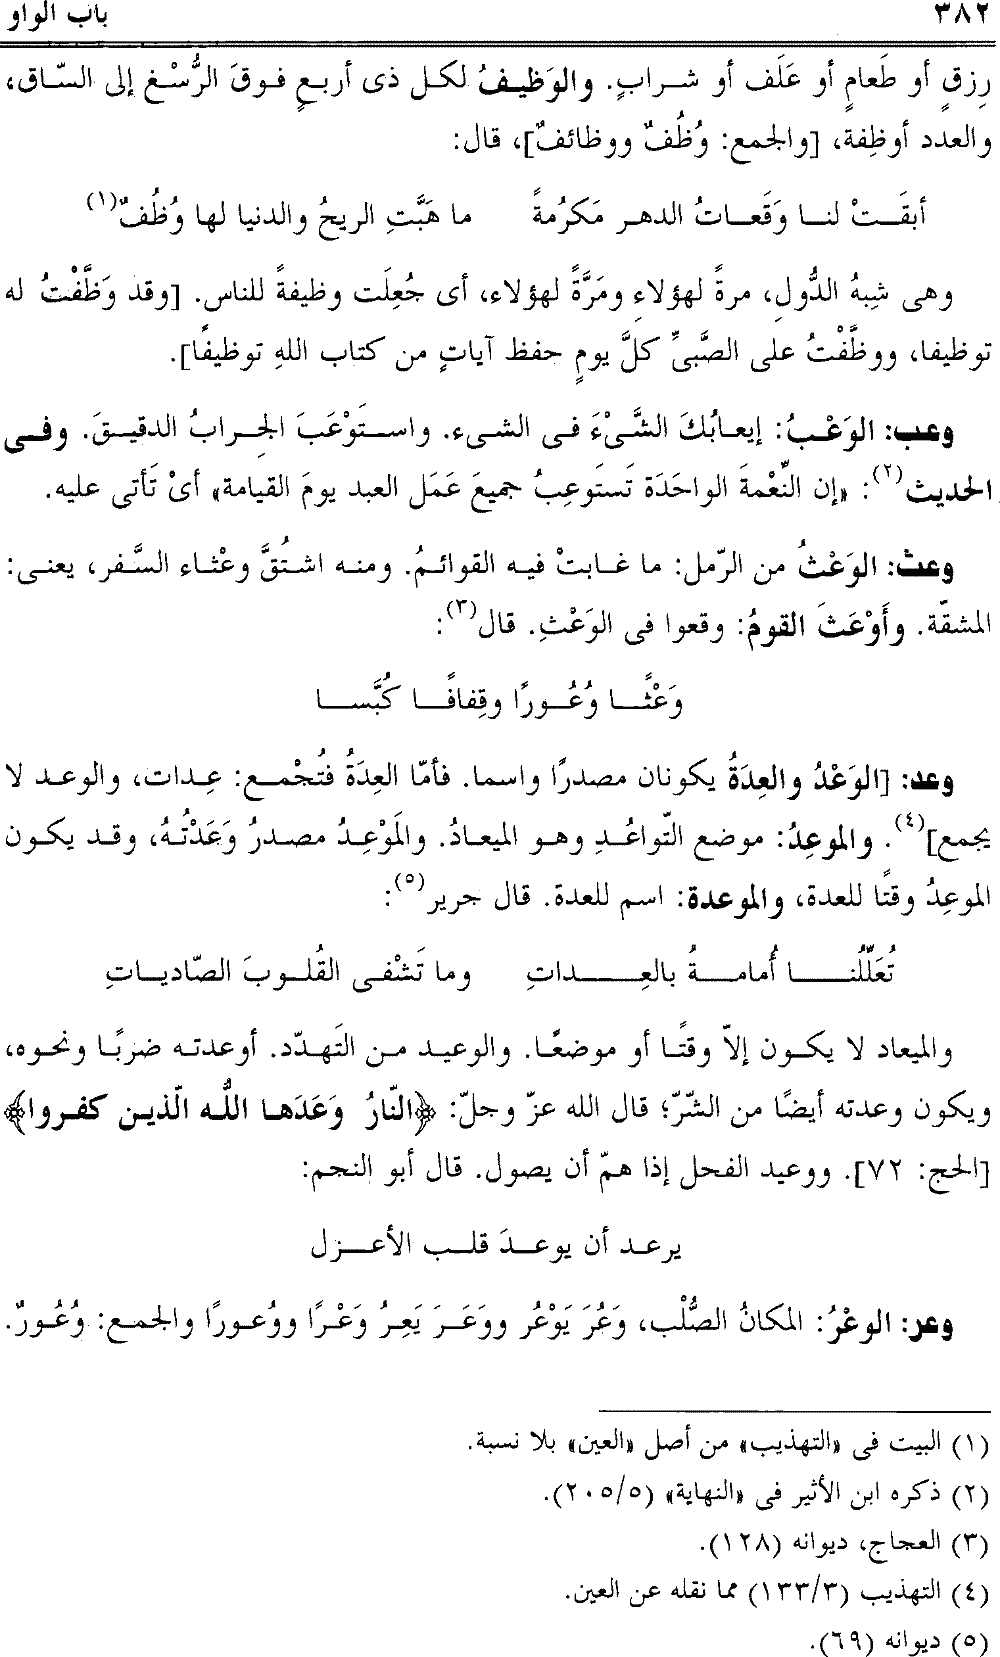 ٣٨٢ باب الواو
رِزقٍ أو طَعامٍ أو عَلَف أو شرابٍ. والوَظيفُ لكل ذى أربعٍ فوقَ الرُّسْغ إلى السّاق،
والعدد أوظِفة، [والجمع: وُظُفٌ ووظائفٌ]، قال:
أبقَتْ لنا وَقَعاتُ الدهر مَكرُمةً ما هَبَّتِ الريحُ والدنيا لها وُظُفٌ(١)
وهى شِبهُ الدُّولِ، مرةً لهؤلاءِ ومَرَّةً لهؤلاء، أى جُعِلَت وظيفةً للناس. [وقد وَظَّفْتُ له
توظيفا، ووظَّفْتُ على الصَّبىِّ كلَّ يومٍ حفظ آياتٍ من كتاب اللهِ توظيفًا].
وعب: الوَعْبُ: إيعابُكَ الشَّىْءَ فى الشىء. واستَوْعَبَ الجِرابُ الدقيقَ. وفى
الحديث(٢): «إن النِّعْمةَ الواحَدَة تَستَوعِبُ جميعَ عَمَل العبد يومَ القيامة» أىْ تَأتى عليه.
وعث: الوَعْثُ من الرّمل: ما غابتْ فيه القوائمُ. ومنه اشتُقَّ وعْثاء السَّفر، يعنى:
المشقّة. وأَوْعَثَ القومُ: وقعوا فى الوَعْثِ. قال(٣):
وَعْثًا وُعُورًا وقِفافًا كُبَّسا
وعد: [الوَعْدُ والعِدَةُ يكونان مصدرًا واسما. فأمّا العِدَةُ فتُجْمع: عِدات، والوعد لا
يجمع](٤). والموعِدُ: موضع التّواعُدِ وهو الميعادُ. والمَوْعِدُ مصدرُ وَعَدْتُهُ، وقد يكون
الموعِدُ وقتًا للعدة، والموعدة: اسم للعدة. قال جرير(٥):
تُعَلّلُنا أُمامةُ بالعِداتِ وما تَشْفى القُلوبَ الصّادياتِ
والميعاد لا يكون إلاّ وقتًا أو موضعًا. والوعيد من التَهدّد. أوعدته ضربًا ونحوه،
ويكون وعدته أيضًا من الشّرّ؛ قال الله عزّ وجلّ: ﴿النّارُ وَعَدَها اللُّه الّذين كفروا﴾
[الحج: ٧٢]. ووعيد الفحل إذا همّ أن يصول. قال أبو النجم:
يرعد أن يوعدَ قلب الأعزل
وعر: الوعْرُ: المكانُ الصُّلْب، وَعُرَ يَوْعُر ووَعَرَ يَعِرُ وَعْرًا ووُعورًا والجمع: وُعُورٌ.
(١) البيت فى «التهذيب» من أصل «العين» بلا نسبة.
(٢) ذكره ابن الأثير فى «النهاية» (٢٠٥/٥).
(٣) العجاج، ديوانه (١٢٨).
(٤) التهذيب (١٣٣/٣) مما نقله عن العين.
(٥) ديوانه (٦٩).